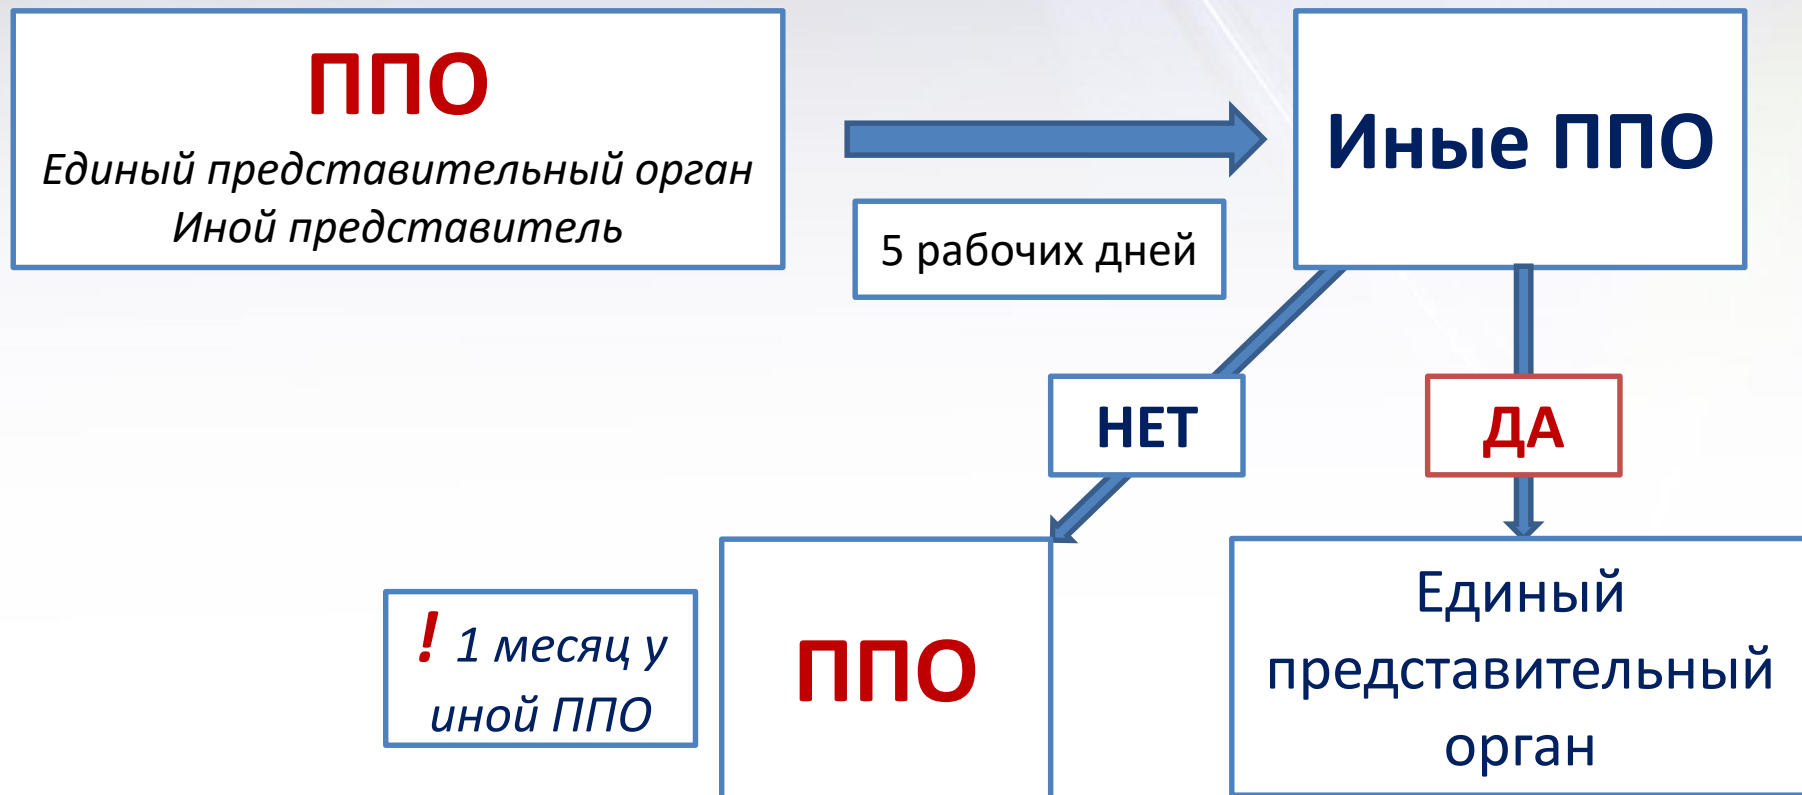 ППО
Единый представительный орган
Иной представитель
5 рабочих дней
Иные ППО
НЕТ
ДА
! 1 месяц у
иной ППО
ППО
Единый
представительный
орган